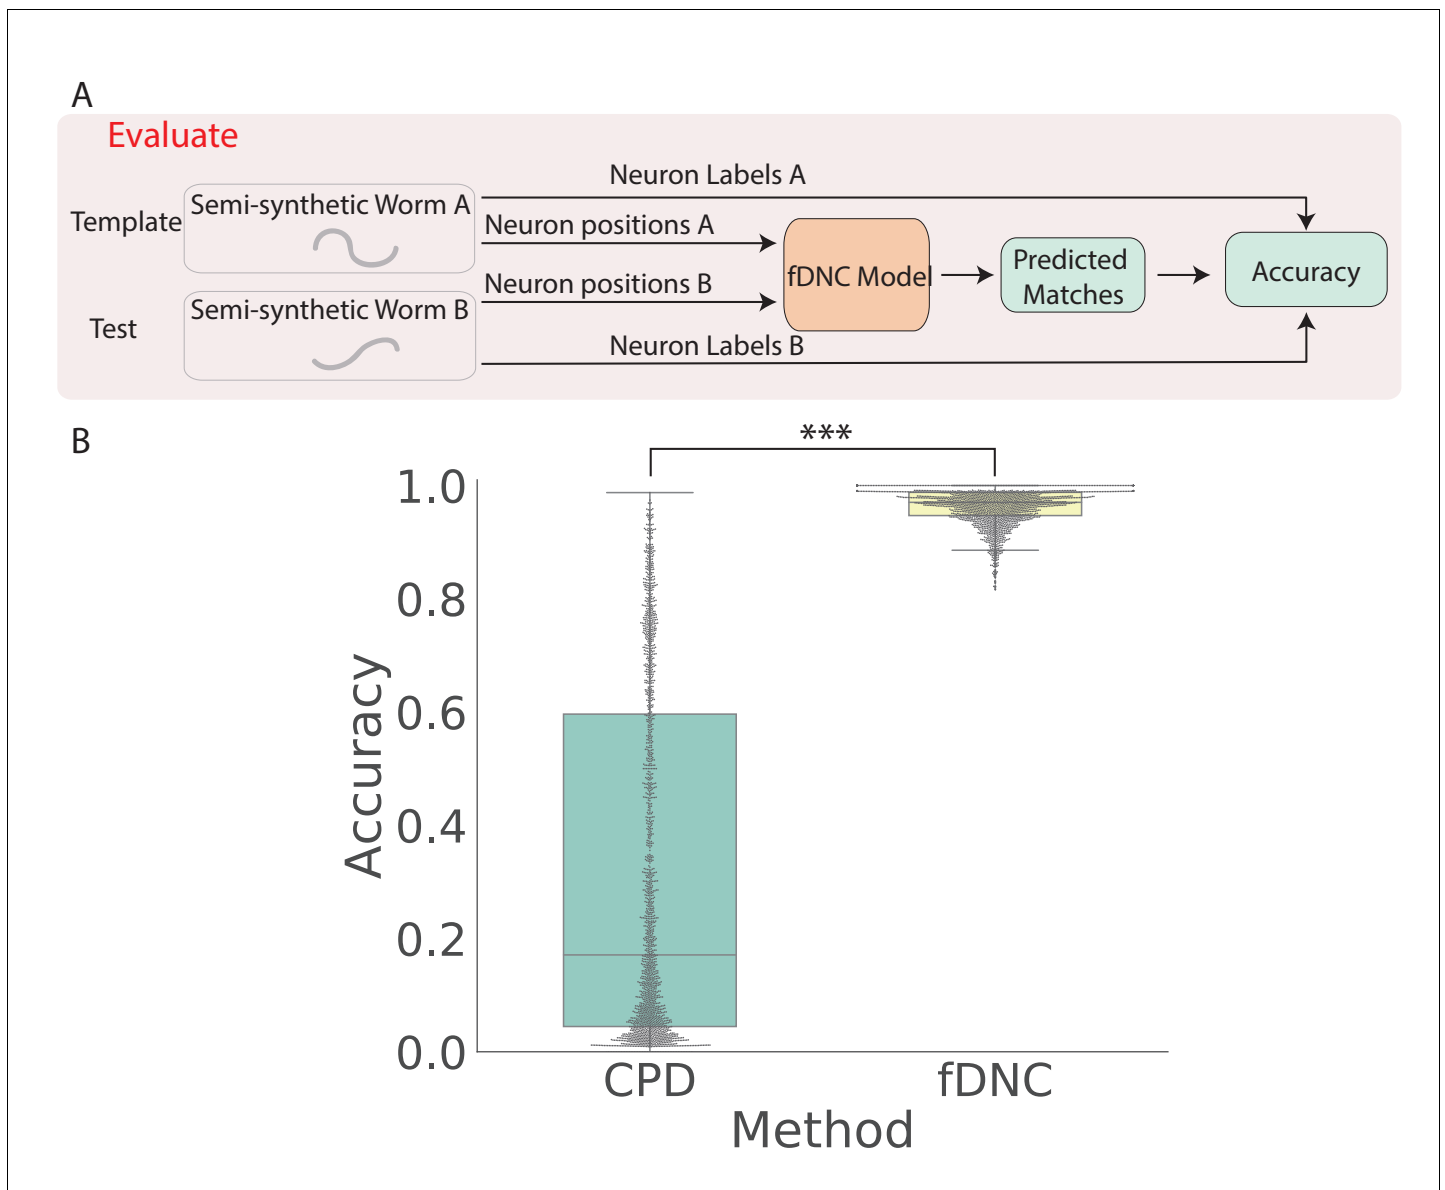 A
Evaluate
Neuron Labels A
Template
Semi-synthetic Worm A
Neuron positions A
fDNC Model
Predicted
Matches
Accuracy
Neuron positions B
Test
Semi-synthetic Worm B
Neuron Labels B
B
***
1.0
0.8
0.6
0.4
0.2
0.0
Accuracy
CPD
fDNC
Method